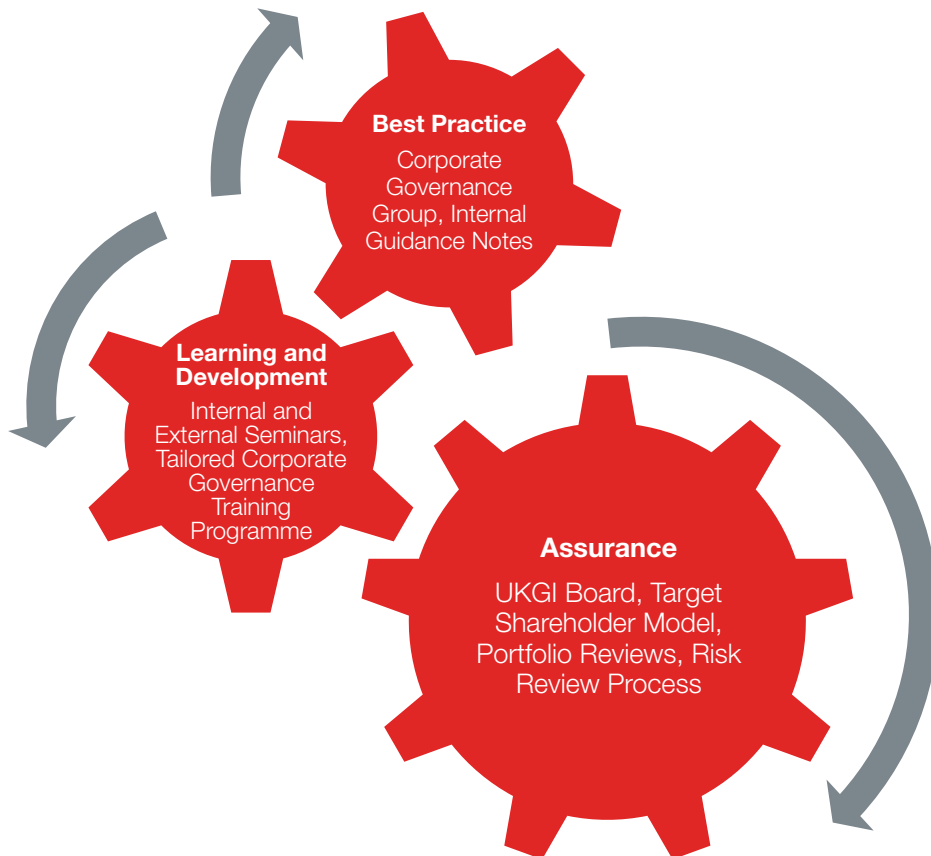 Best Practice
Corporate
Governance
Group, Internal
Guidance Notes
Learning and
Development
Internal and
External Seminars,
Tailored Corporate
Governance
Training
Programme
Assurance
UKGI Board, Target
Shareholder Model,
Portfolio Reviews, Risk
Review Process